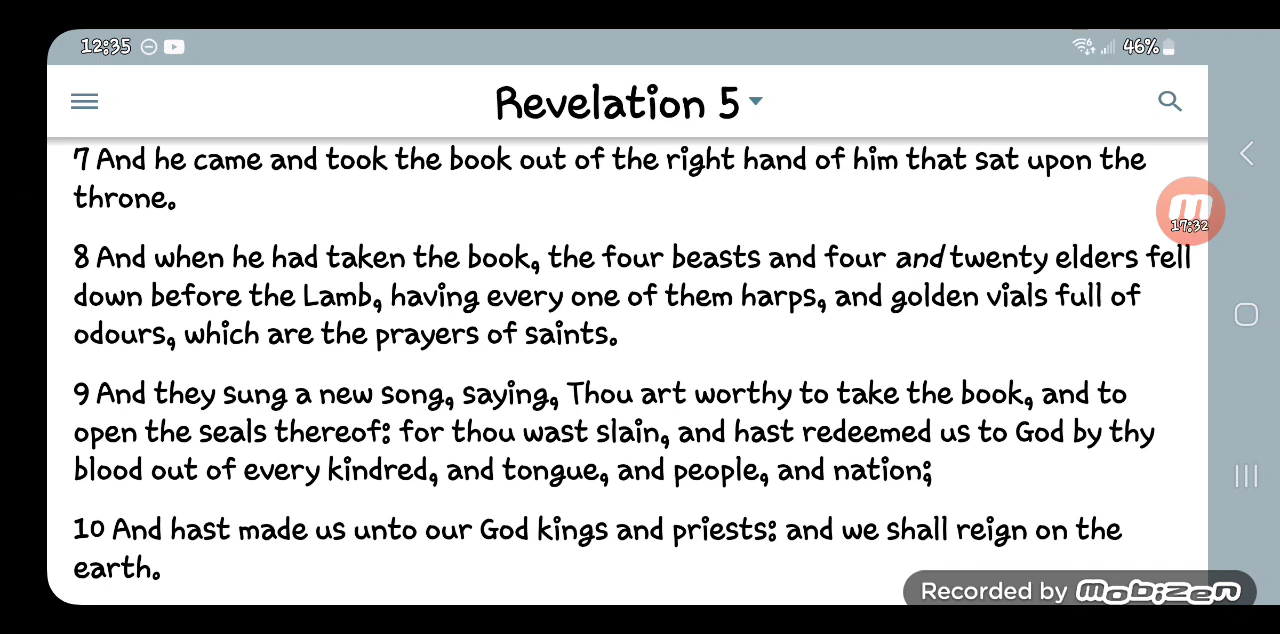 12:35 46%
Revelation 5
7 And he came and took the book out of the right hand of him that sat upon the
throne.
17:32
8 And when he had taken the book, the four beasts and four and twenty elders fell
down before the Lamb, having every one of them harps, and golden vials full of
odours, which are the prayers of saints.
9 And they sung a new song, saying, Thou art worthy to take the book, and to
open the seals thereof: for thou wast slain, and hast redeemed us to God by thy
blood out of every kindred, and tongue, and people, and nation;
10 And hast made us unto our God kings and priests: and we shall reign on the
earth.
Recorded by mobizen